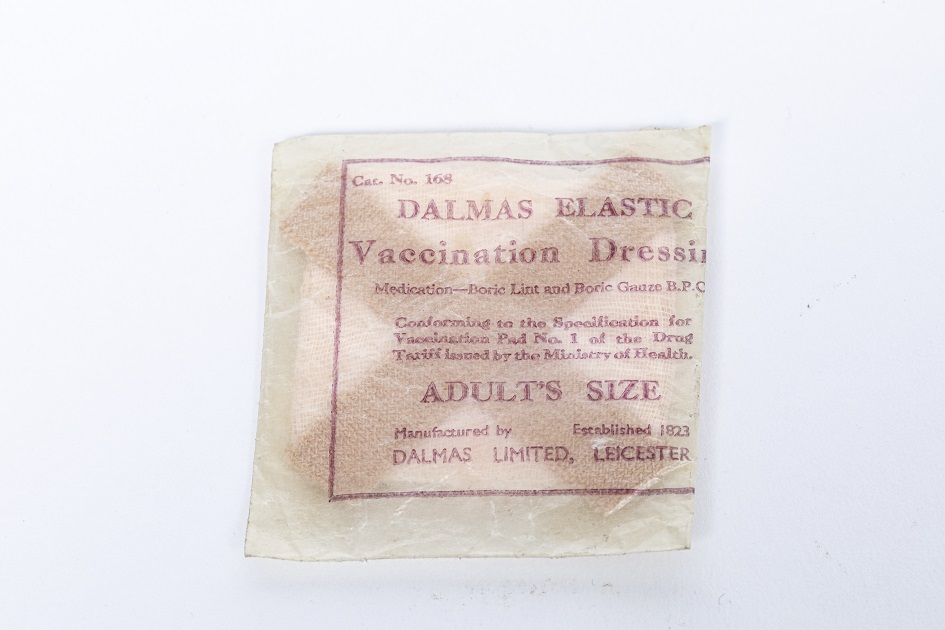 Cat. No. 168
DALMAS ELASTIC
Vaccination Dressin
Medication—Boric Lint and Boric Gauze B.P.C
Conforming to the Specification for
Vaccination Pad No. 1 of the Drug
Tariff issued by the Ministry of Health.
ADULT'S SIZE
Manufactured by Established 1823
DALMAS LIMITED, LEICESTER